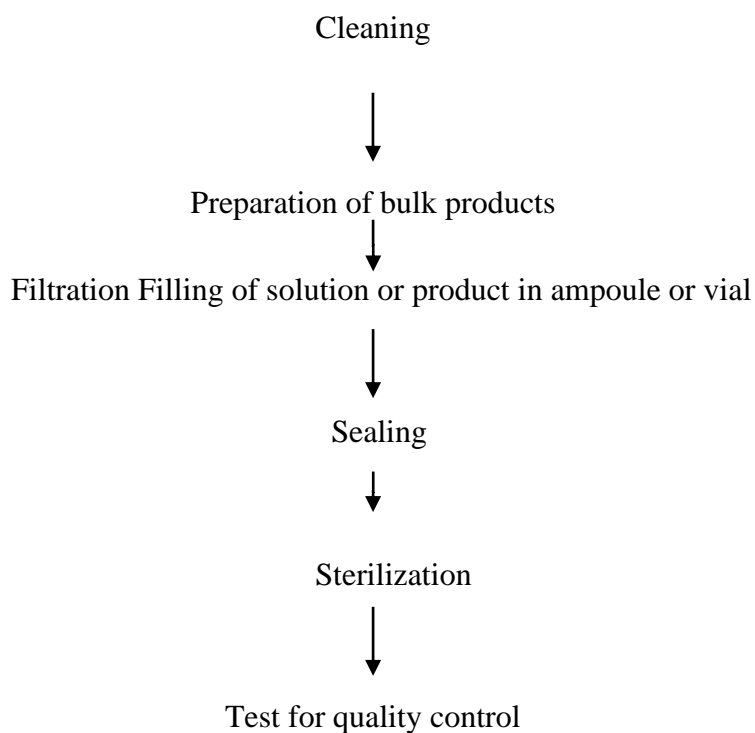 Cleaning
Preparation of bulk products
Filtration Filling of solution or product in ampoule or vial
Sealing
Sterilization
Test for quality control